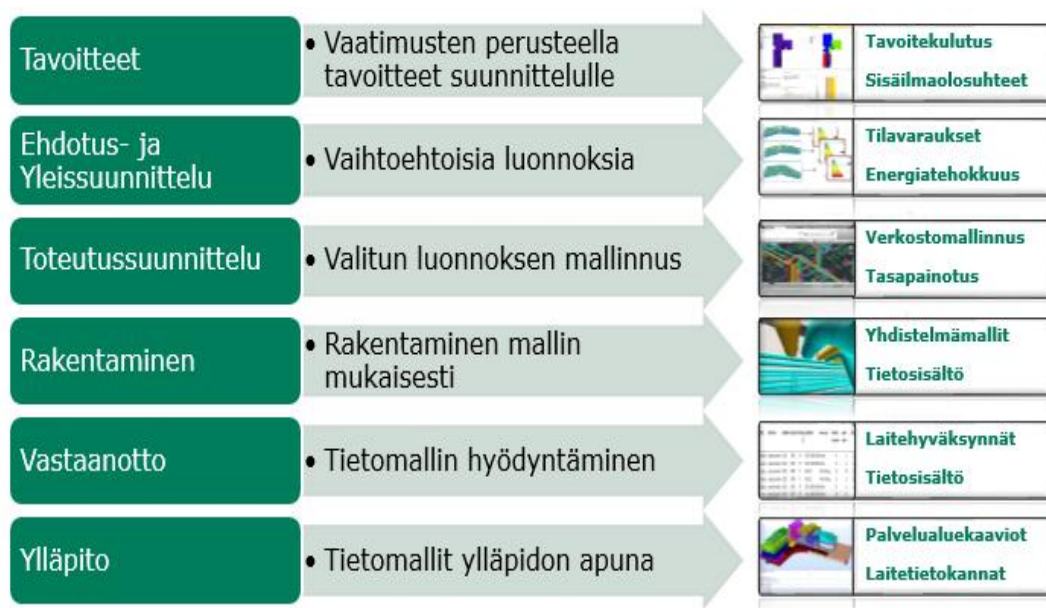 Tavoitteet
• Vaatimusten perusteella
tavoitteet suunnittelulle
Tavoitekulutus
Sisäilmaolosuhteet
Ehdotus- ja
Yleissuunnittelu
• Vaihtoehtoisia luonnoksia
Tilavaraukset
Energiatehokkuus
Toteutussuunnittelu
• Valitun luonnoksen mallinnus
Verkostomallinnus
Tasapainotus
Rakentaminen
• Rakentaminen mallin
mukaisesti
Yhdistelmämallit
Tietosisältö
Vastaanotto
• Tietomallin hyödyntäminen
Laitehyväksynnät
Tietosisältö
Ylläpito
• Tietomallit ylläpidon apuna
Palvelualuekaaviot
Laitetietokannat